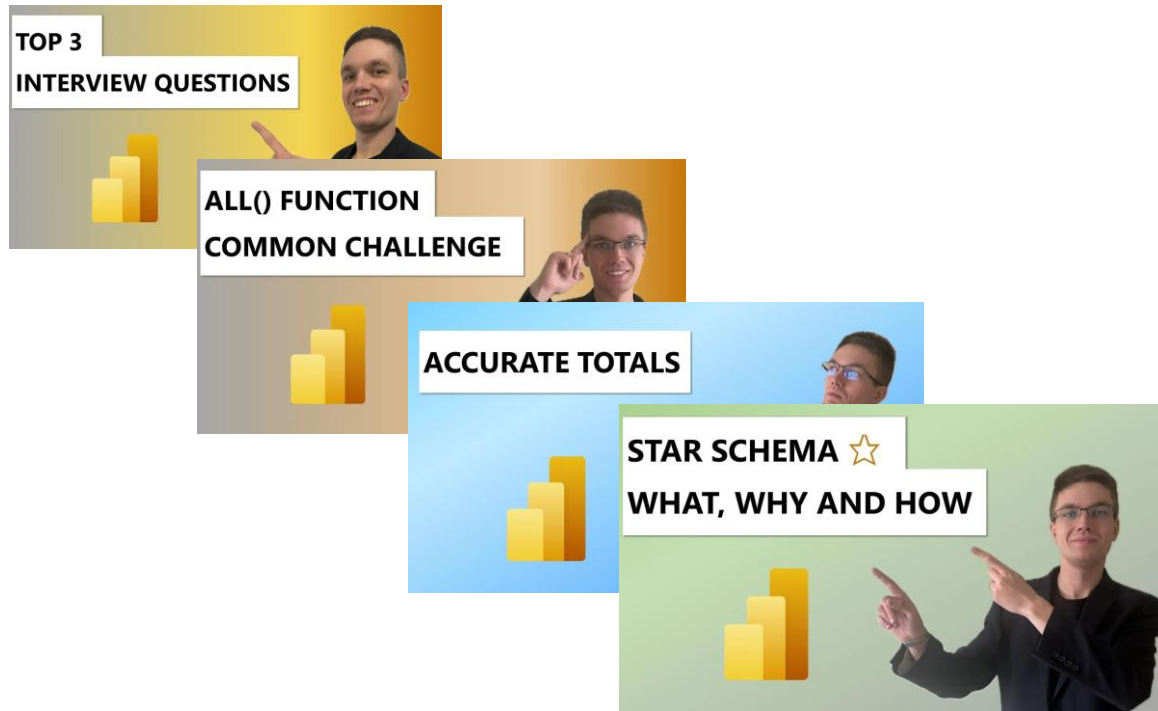 TOP 3
INTERVIEW QUESTIONS
ALL() FUNCTION
COMMON CHALLENGE
ACCURATE TOTALS
STAR SCHEMA
WHAT, WHY AND HOW